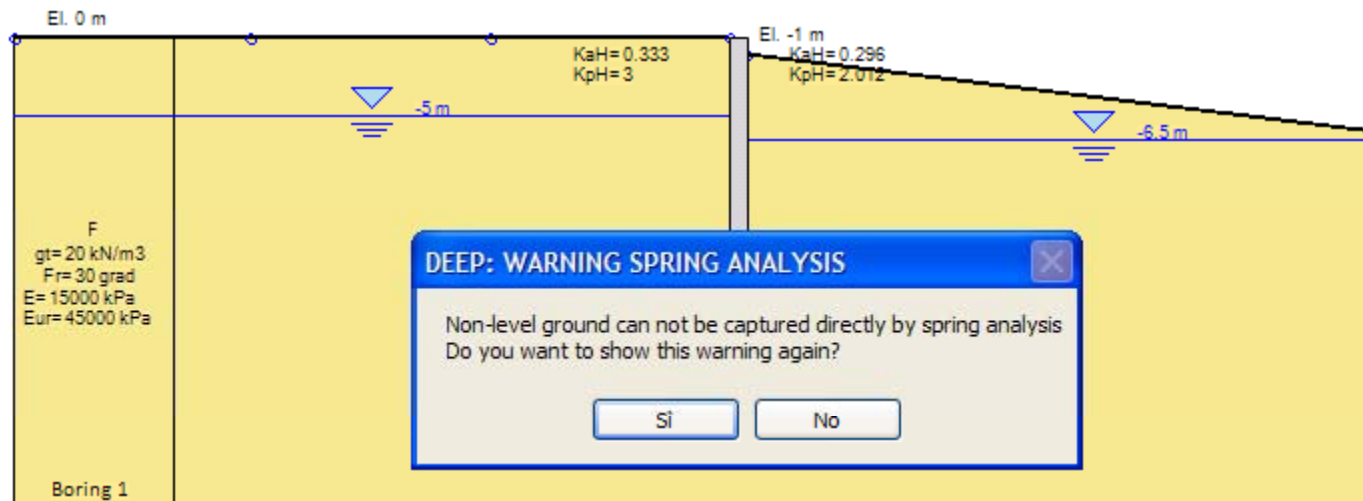 El. 0 m
El. -1 m
KaH= 0.333
KpH= 3
KaH= 0.296
KpH= 2.012
-5 m
-6.5 m
F
gt= 20 kN/m3
Fr= 30 grad
E= 15000 kPa
Eur= 45000 kPa
DEEP: WARNING SPRING ANALYSIS
Non-level ground can not be captured directly by spring analysis
Do you want to show this warning again?
Sì
No
Boring 1